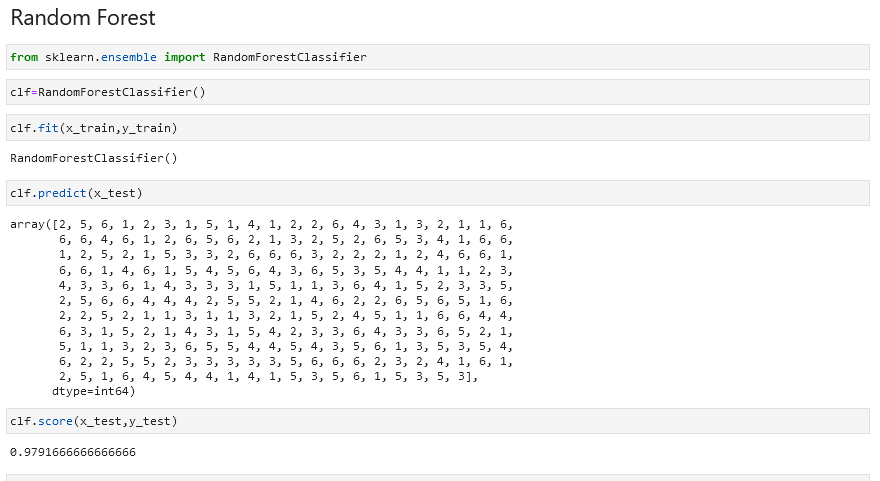 Random Forest
from sklearn.ensemble import RandomForestClassifier
clf=RandomForestClassifier()
clf.fit(x_train,y_train)
RandomForestClassifier()
clf.predict(x_test)
array([2, 5, 6, 1, 2, 3, 1, 5, 1, 4, 1, 2, 2, 6, 4, 3, 1, 3, 2, 1, 1, 6,
6, 6, 4, 6, 1, 2, 6, 5, 6, 2, 1, 3, 2, 5, 2, 6, 5, 3, 4, 1, 6, 6,
1, 2, 5, 2, 1, 5, 3, 3, 2, 6, 6, 6, 3, 2, 2, 2, 1, 2, 4, 6, 6, 1,
6, 6, 1, 4, 6, 1, 5, 4, 5, 6, 4, 3, 6, 5, 3, 5, 4, 4, 1, 1, 2, 3,
4, 3, 3, 6, 1, 4, 3, 3, 3, 1, 5, 1, 1, 3, 6, 4, 1, 5, 2, 3, 3, 5,
2, 5, 6, 6, 4, 4, 4, 2, 5, 5, 2, 1, 4, 6, 2, 2, 6, 5, 6, 5, 1, 6,
2, 2, 5, 2, 1, 1, 3, 1, 1, 3, 2, 1, 5, 2, 4, 5, 1, 1, 6, 6, 4, 4,
6, 3, 1, 5, 2, 1, 4, 3, 1, 5, 4, 2, 3, 3, 6, 4, 3, 3, 6, 5, 2, 1,
5, 1, 1, 3, 2, 3, 6, 5, 5, 4, 4, 5, 4, 3, 5, 6, 1, 3, 5, 3, 5, 4,
6, 2, 2, 5, 5, 2, 3, 3, 3, 3, 3, 5, 6, 6, 6, 2, 3, 2, 4, 1, 6, 1,
2, 5, 1, 6, 4, 5, 4, 4, 1, 4, 1, 5, 3, 5, 6, 1, 5, 3, 5, 3],
dtype=int64)
clf.score(x_test,y_test)
0.9791666666666666